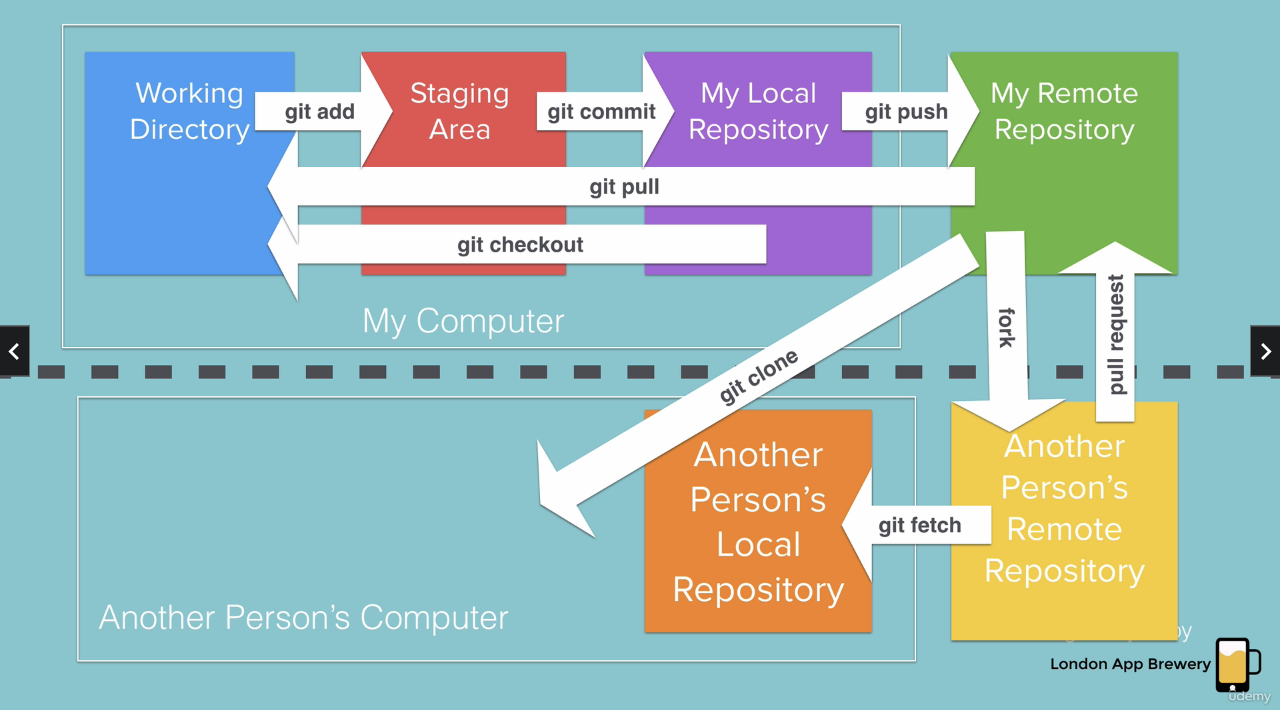 Working
Directory
git add
Staging
Area
git commit
My Local
Repository
git push
My Remote
Repository
git pull
git checkout
My Computer
git clone
fork
pull request
Another
Person’s
Local
Repository
git fetch
Another
Person’s
Remote
Repository
Another Person’s Computer
London App Brewery
ûdemy